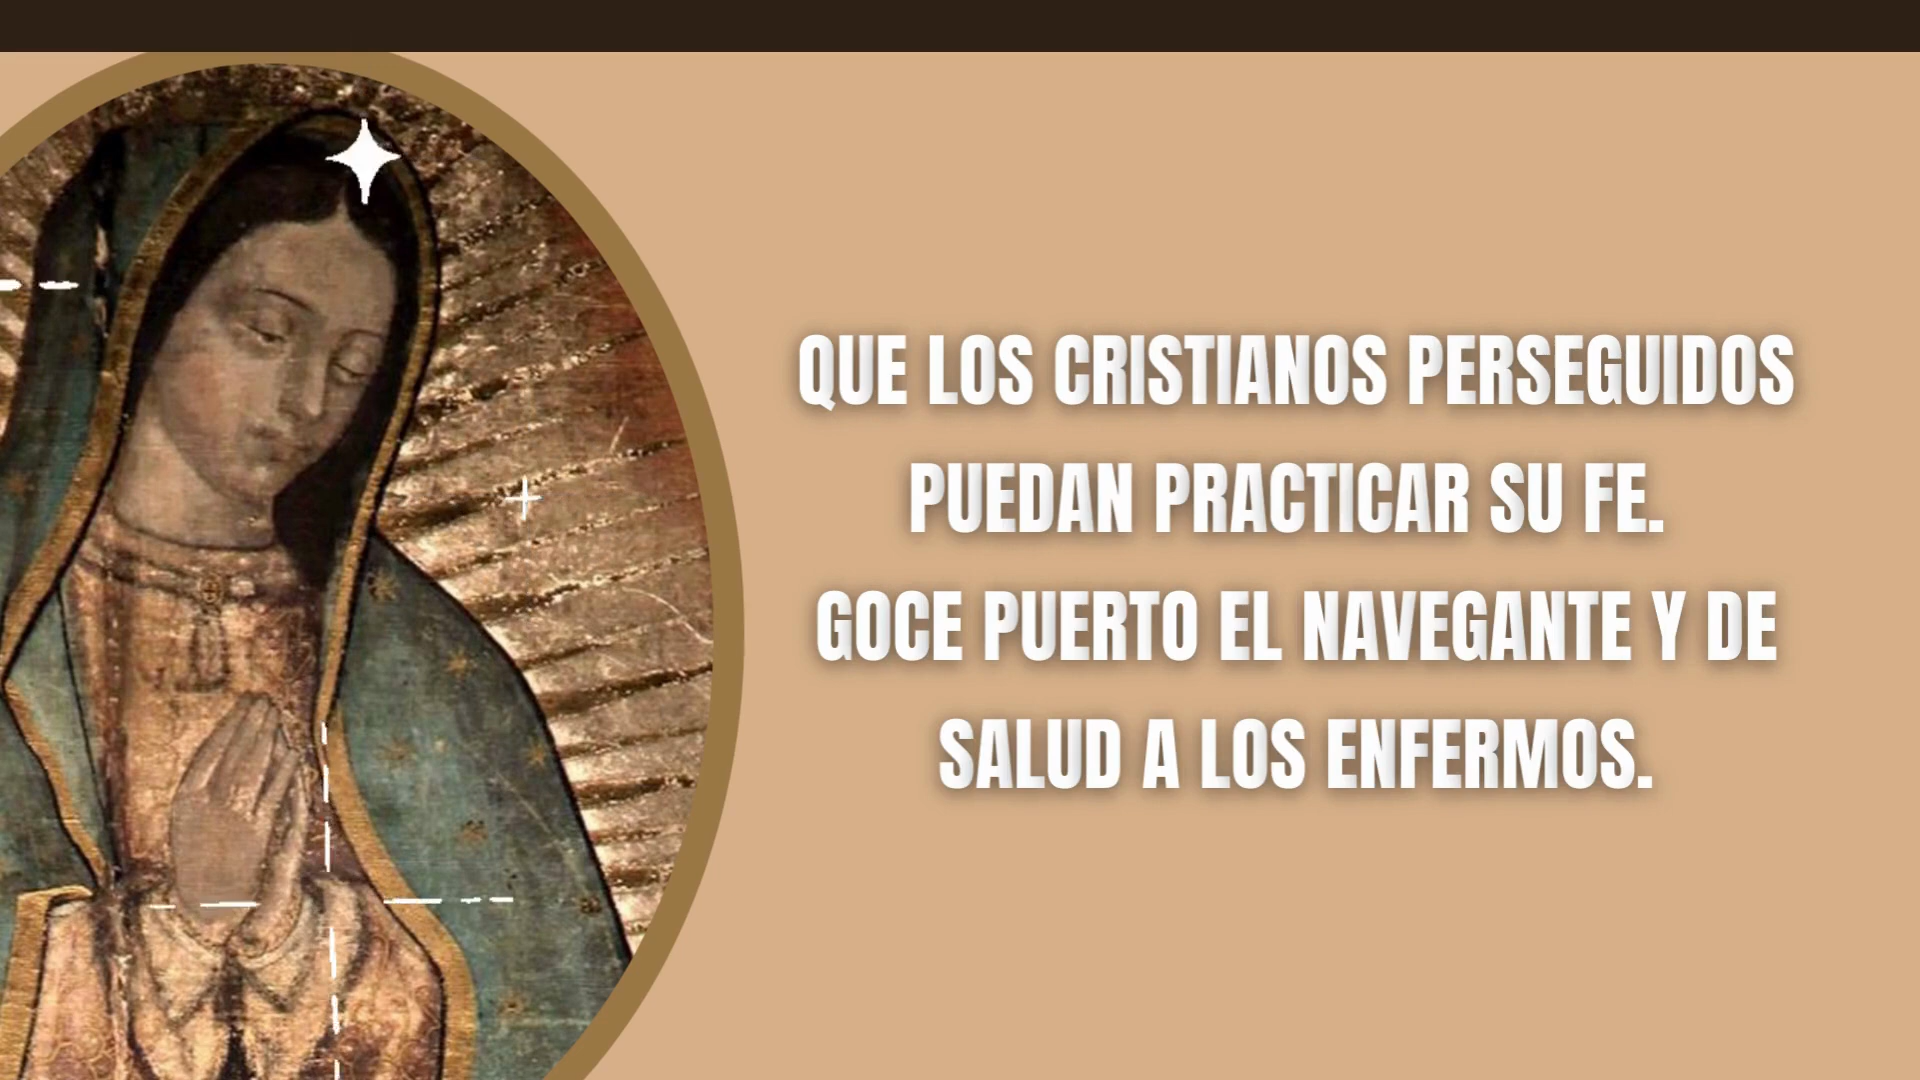 QUE LOS CRISTIANOS PERSEGUIDOS
PUEDAN PRACTICAR SU FE.
GOCE PUERTO EL NAVEGANTE Y DE
SALUD A LOS ENFERMOS.